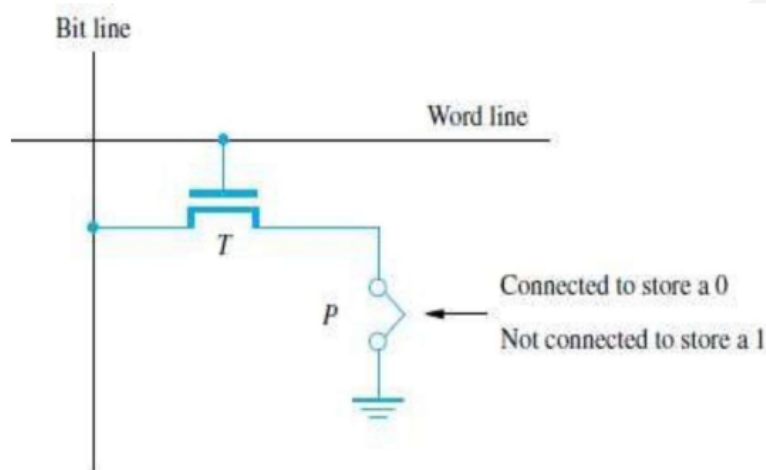 Bit line
Word line
T
P
Connected to store a 0
Not connected to store a 1